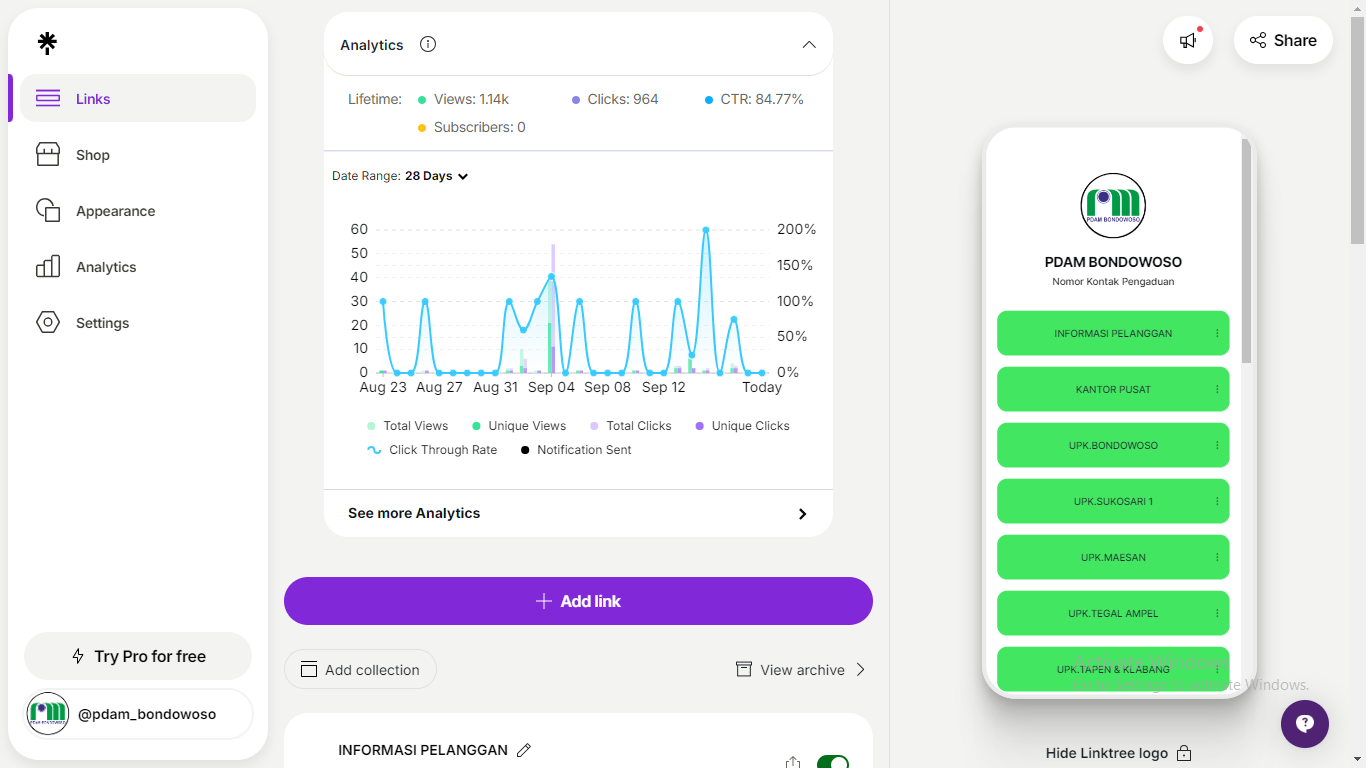 Links
Shop
Appearance
Analytics
Settings
Try Pro for free
PDAM BONDOWOSO
@pdam_bondowoso
Analytics
Lifetime: Views: 1.14k Clicks: 964 CTR: 84.77%
Subscribers: 0
Date Range: 28 Days
60 200%
50
150%
40
30 100%
20
50%
10
0 0%
Aug 23 Aug 27 Aug 31 Sep 04 Sep 08 Sep 12 Today
Total Views Unique Views Total Clicks Unique Clicks
Click Through Rate Notification Sent
See more Analytics
Add link
Add collection View archive
INFORMASI PELANGGAN
Share
PDAM BONDOWOSO
PDAM BONDOWOSO
Nomor Kontak Pengaduan
INFORMASI PELANGGAN
KANTOR PUSAT
UPK.BONDOWOSO
UPK.SUKOSARI 1
UPK.MAESAN
UPK.TEGAL AMPEL
UPK.TAPEN & KLABANG
Activate Windows
Go to Settings to activate Windows.
Hide Linktree logo